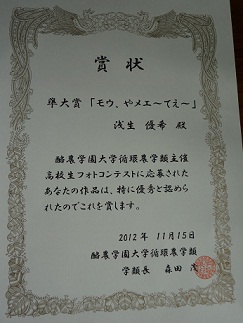 賞状
準大賞「モウ、やメエ～てえ～」
浅生 優希 殿
酪農学園大学循環農学類主催
高校生フォトコンテストに応募された
あなたの作品は、特に優秀と認めら
れたのでこれを賞します。
2012年 11月15日
酪農学園大学循環農学類
学類長 森田 茂